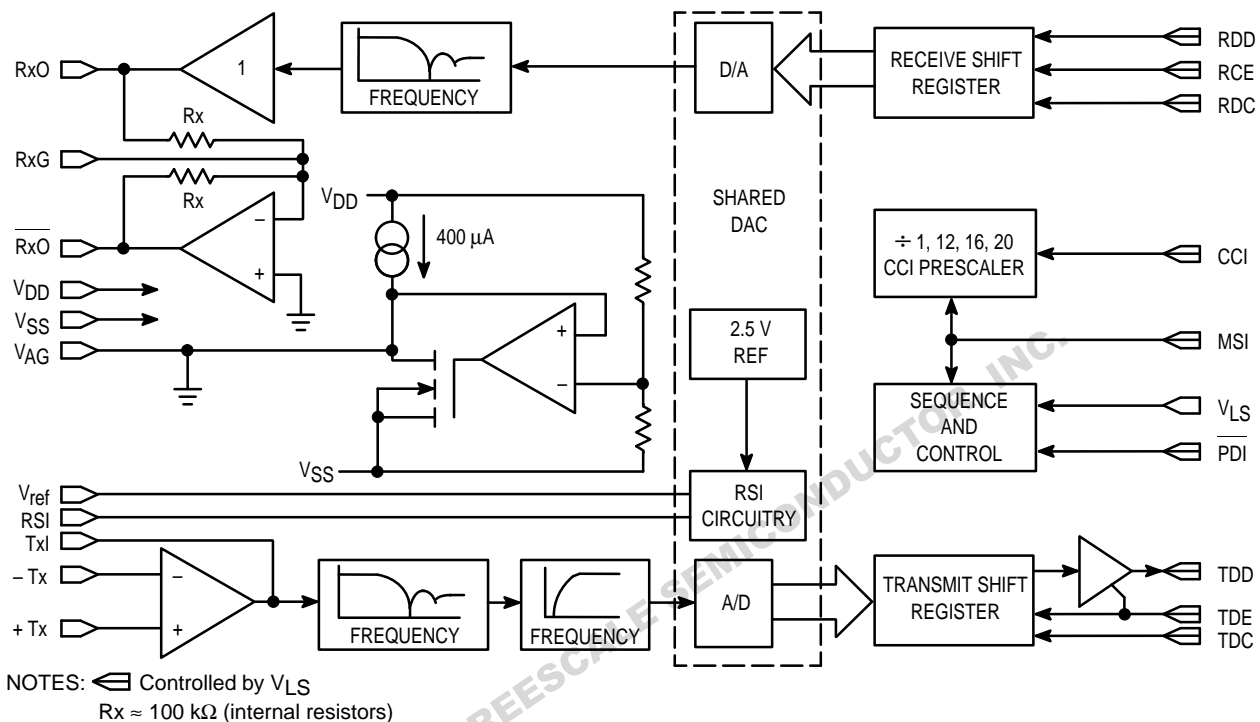 RxO
1
FREQUENCY
D/A
RECEIVE SHIFT
REGISTER
RDD
RCE
RDC
Rx
RxG
Rx
–
+
RxO
VDD
400 µA
SHARED
DAC
÷ 1, 12, 16, 20
CCI PRESCALER
CCI
VDD
VSS
VAG
+
–
2.5 V
REF
MSI
SEQUENCE
AND
CONTROL
VLS
PDI
VSS
Vref
RSI
RSI
CIRCUITRY
TxI
– Tx
+ Tx
–
+
FREQUENCY
FREQUENCY
A/D
TRANSMIT SHIFT
REGISTER
TDD
TDE
TDC
NOTES: Controlled by VLS
Rx ≈ 100 kΩ (internal resistors)
REESCALE SEMICONDUCTOR, INC.